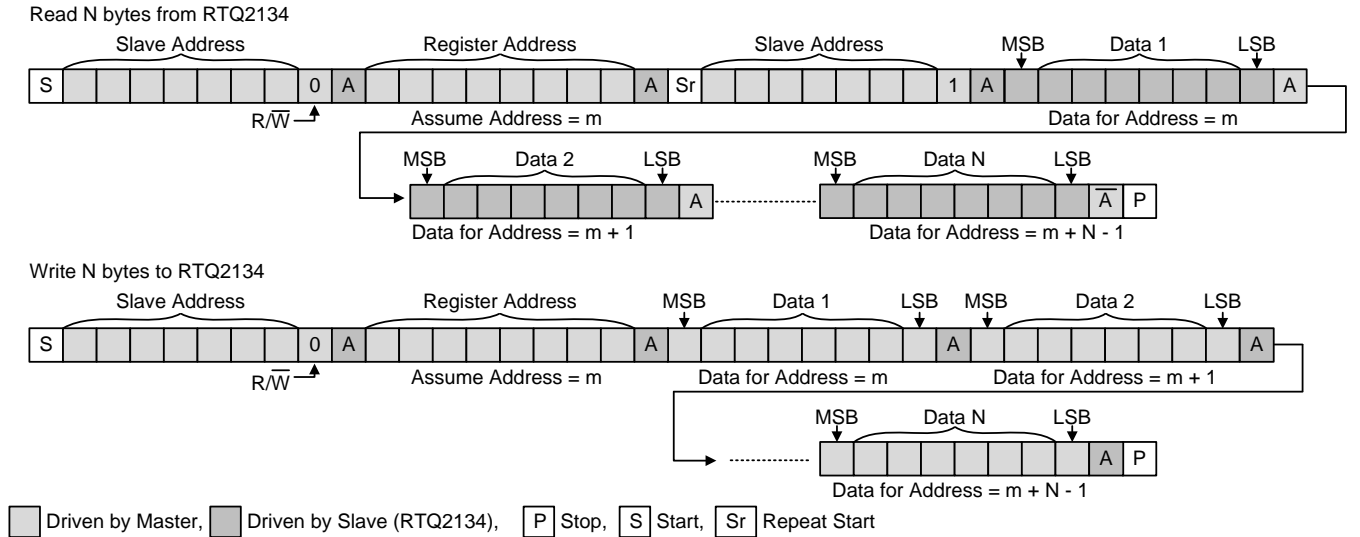 Read N bytes from RTQ2134
Slave Address Register Address Slave Address MSB Data 1 LSB
S 0 A A Sr 1 A A
R/W̅ Assume Address = m Data for Address = m
MSB Data 2 LSB MSB Data N LSB
A A̅ P
Data for Address = m + 1 Data for Address = m + N - 1
Write N bytes to RTQ2134
Slave Address Register Address MSB Data 1 LSB MSB Data 2 LSB
S 0 A A A A
R/W̅ Assume Address = m Data for Address = m Data for Address = m + 1
MSB Data N LSB
A P
Data for Address = m + N - 1
Driven by Master, Driven by Slave (RTQ2134), P Stop, S Start, Sr Repeat Start